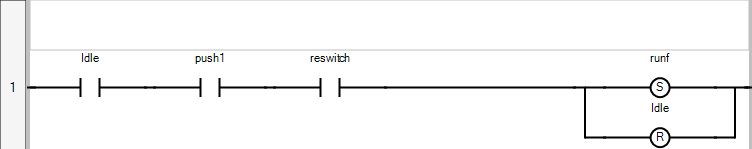 Idle push1 reswitch runf
1 S
Idle
R